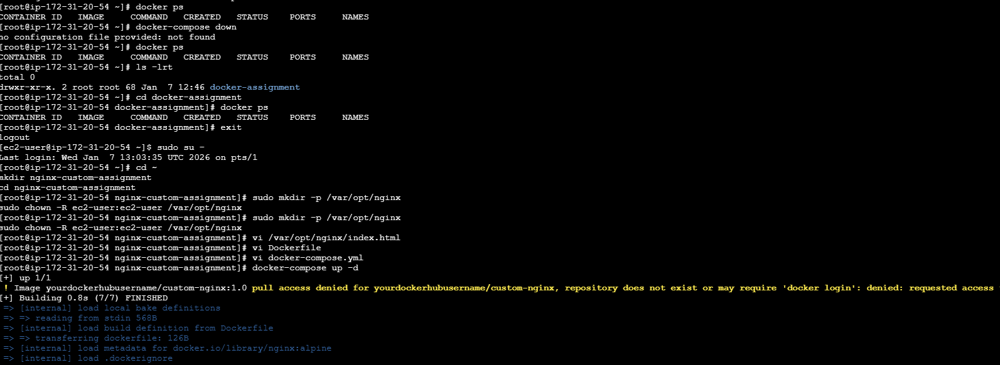 [root@ip-172-31-20-54 ~]# docker ps
CONTAINER ID   IMAGE     COMMAND   CREATED   STATUS    PORTS     NAMES
[root@ip-172-31-20-54 ~]# docker-compose down
no configuration file provided: not found
[root@ip-172-31-20-54 ~]# docker ps
CONTAINER ID   IMAGE     COMMAND   CREATED   STATUS    PORTS     NAMES
[root@ip-172-31-20-54 ~]# ls -lrt
total 0
drwxr-xr-x. 2 root root 68 Jan  7 12:46 docker-assignment
[root@ip-172-31-20-54 ~]# cd docker-assignment
[root@ip-172-31-20-54 docker-assignment]# docker ps
CONTAINER ID   IMAGE     COMMAND   CREATED   STATUS    PORTS     NAMES
[root@ip-172-31-20-54 docker-assignment]# exit
logout
[ec2-user@ip-172-31-20-54 ~]$ sudo su -
Last login: Wed Jan  7 13:03:35 UTC 2026 on pts/1
[root@ip-172-31-20-54 ~]# cd ~
mkdir nginx-custom-assignment
cd nginx-custom-assignment
[root@ip-172-31-20-54 nginx-custom-assignment]# sudo mkdir -p /var/opt/nginx
sudo chown -R ec2-user:ec2-user /var/opt/nginx
[root@ip-172-31-20-54 nginx-custom-assignment]# sudo mkdir -p /var/opt/nginx
sudo chown -R ec2-user:ec2-user /var/opt/nginx
[root@ip-172-31-20-54 nginx-custom-assignment]# vi /var/opt/nginx/index.html
[root@ip-172-31-20-54 nginx-custom-assignment]# vi Dockerfile
[root@ip-172-31-20-54 nginx-custom-assignment]# vi docker-compose.yml
[root@ip-172-31-20-54 nginx-custom-assignment]# docker-compose up -d
[+] up 1/1
 ! Image yourdockerhubusername/custom-nginx:1.0 pull access denied for yourdockerhubusername/custom-nginx, repository does not exist or may require 'docker login': denied: requested access
[+] Building 0.8s (7/7) FINISHED
 => [internal] load local bake definitions
 => => reading from stdin 568B
 => [internal] load build definition from Dockerfile
 => => transferring dockerfile: 126B
 => [internal] load metadata for docker.io/library/nginx:alpine
 => [internal] load .dockerignore